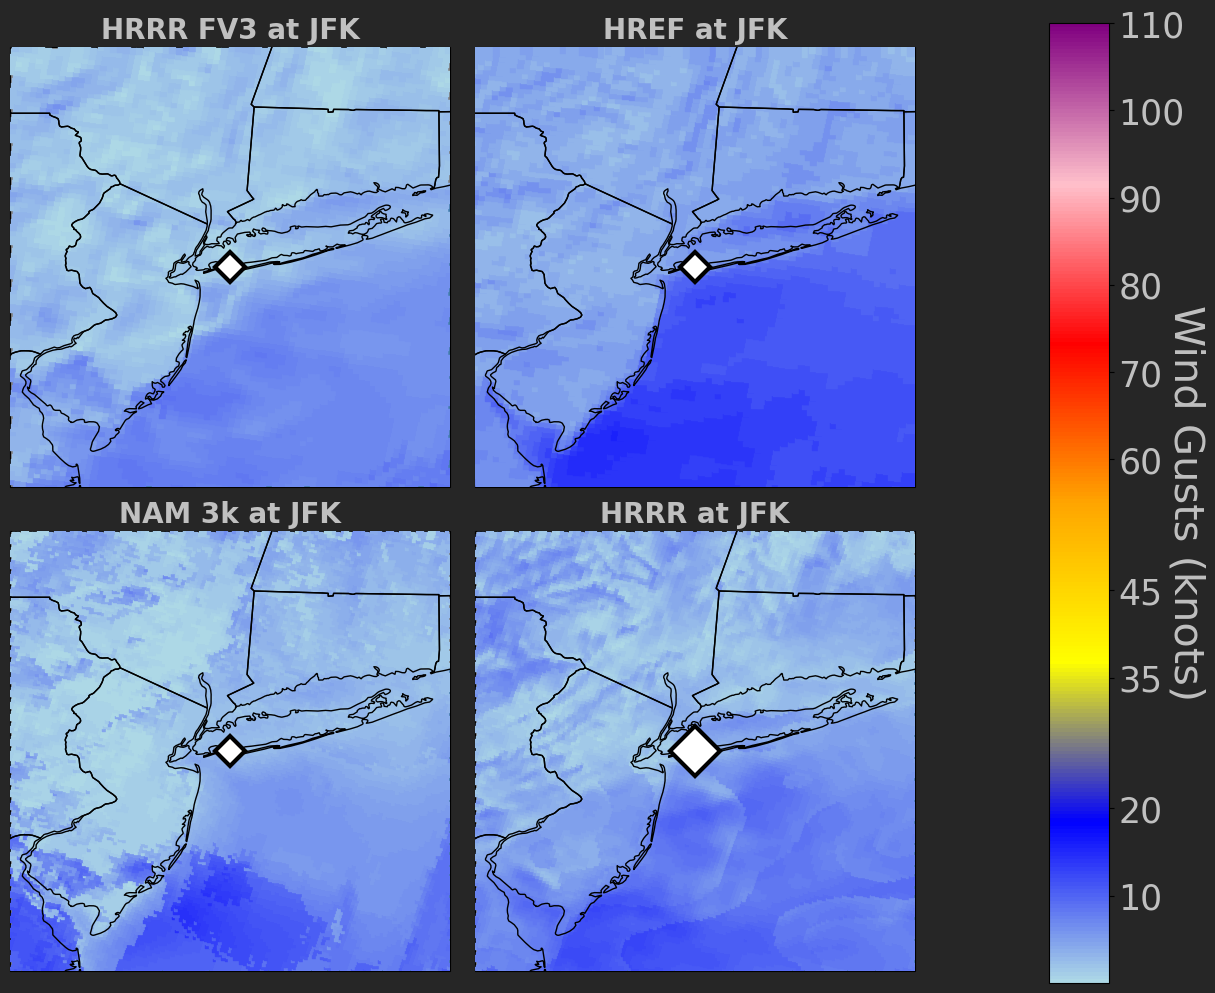 HRRR FV3 at JFK
HREF at JFK
NAM 3k at JFK
HRRR at JFK
110
100
90
80
70
60
45
35
20
10
Wind Gusts (knots)